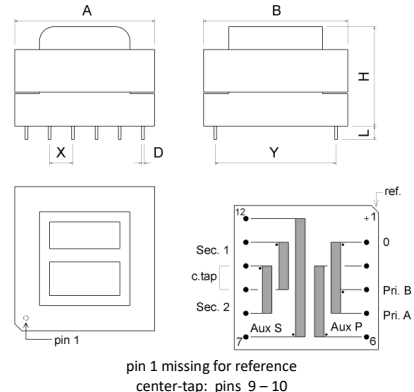 A
B
H
L
X
D
Y
pin 1
ref.
12
+1
Sec. 1
0
c.tap
Pri. B
Sec. 2
Pri. A
Aux S
Aux P
7
6
pin 1 missing for reference
center-tap: pins 9 – 10